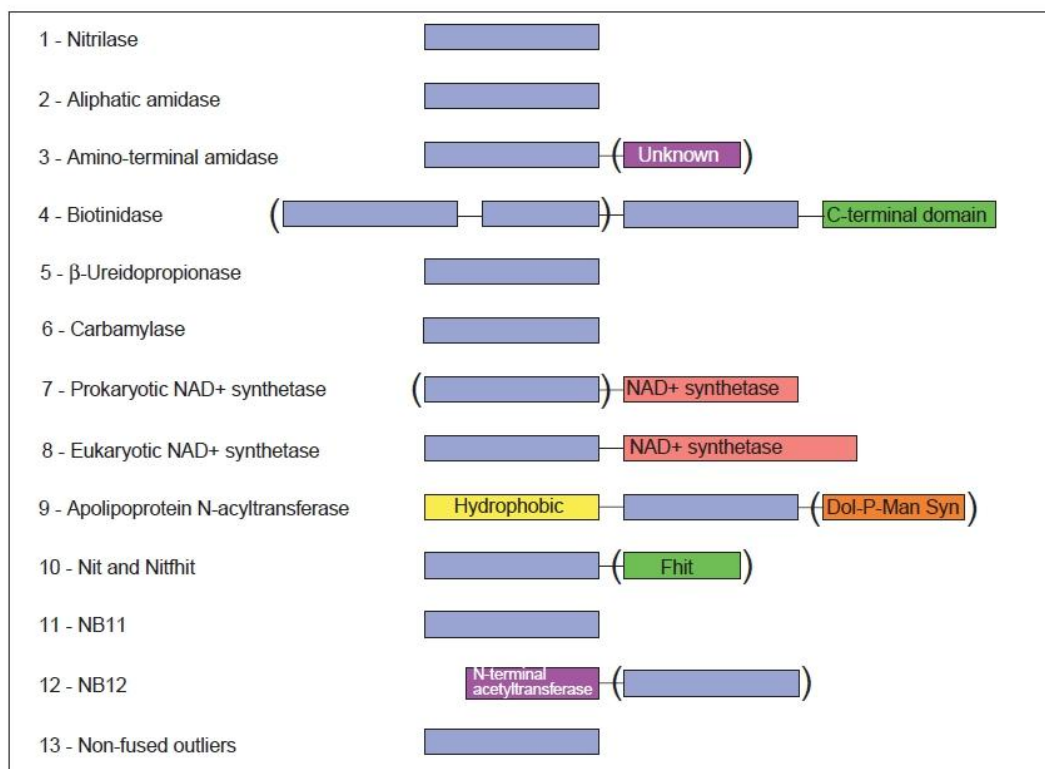 1 - Nitrilase
2 - Aliphatic amidase
3 - Amino-terminal amidase
( Unknown )
4 - Biotinidase
( ) C-terminal domain
5 - β-Ureidopropionase
6 - Carbamylase
7 - Prokaryotic NAD+ synthetase
( ) NAD+ synthetase
8 - Eukaryotic NAD+ synthetase
NAD+ synthetase
9 - Apolipoprotein N-acyltransferase
Hydrophobic ( Dol-P-Man Syn )
10 - Nit and Nitfhit
( Fhit )
11 - NB11
12 - NB12
N-terminal
acetyltransferase ( )
13 - Non-fused outliers